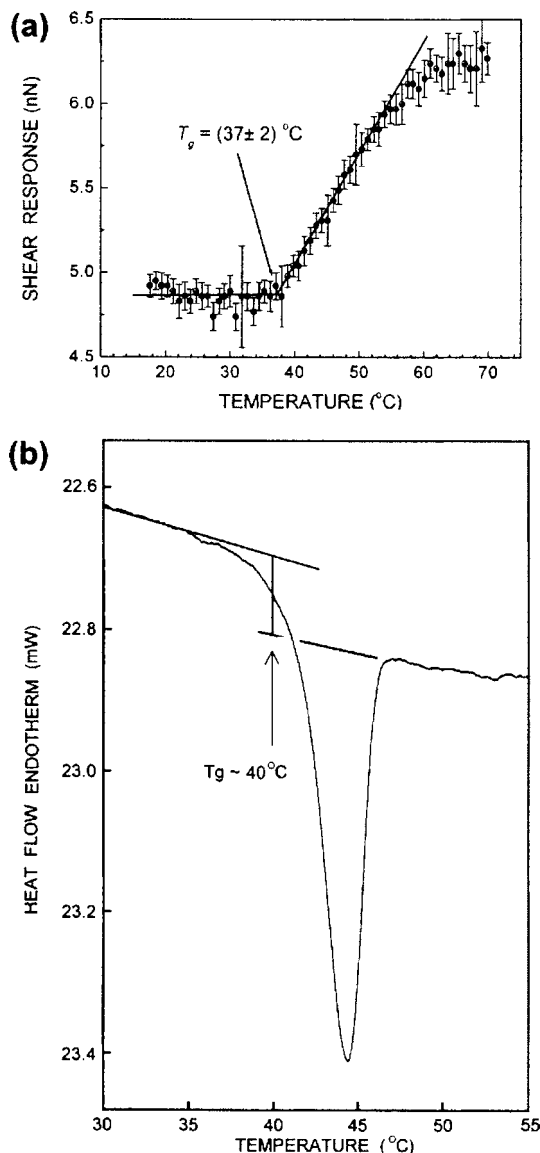 (a)
6.5
6.0
5.5
5.0
4.5
SHEAR RESPONSE (nN)
T_g = (37± 2) °C
10 20 30 40 50 60 70
TEMPERATURE (°C)
(b)
22.6
22.8
23.0
23.2
23.4
HEAT FLOW ENDOTHERM (mW)
Tg ~ 40°C
30 35 40 45 50 55
TEMPERATURE (°C)